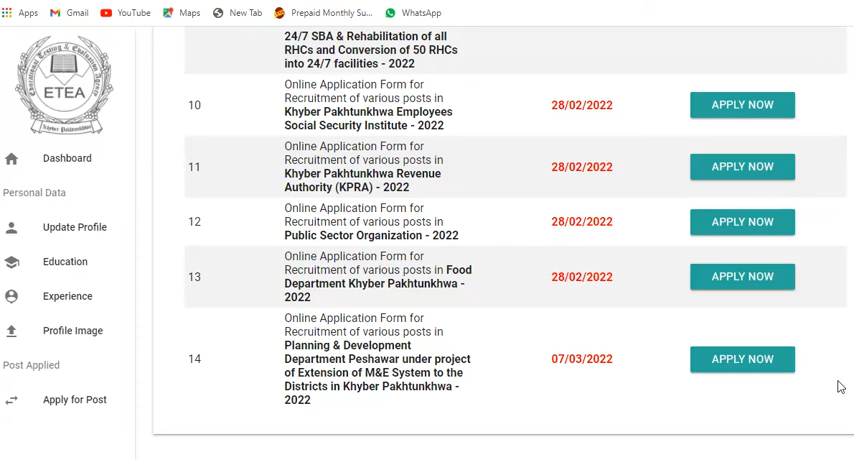 Apps
Gmail
YouTube
Maps
New Tab
Prepaid Monthly Su...
WhatsApp
Educational Testing & Evaluation Agency
ETEA
Khyber Pakhtunkhwa
Dashboard
Personal Data
Update Profile
Education
Experience
Profile Image
Post Applied
Apply for Post
24/7 SBA & Rehabilitation of all
RHCs and Conversion of 50 RHCs
into 24/7 facilities - 2022
10
Online Application Form for
Recruitment of various posts in
Khyber Pakhtunkhwa Employees
Social Security Institute - 2022
28/02/2022
APPLY NOW
11
Online Application Form for
Recruitment of various posts in
Khyber Pakhtunkhwa Revenue
Authority (KPRA) - 2022
28/02/2022
APPLY NOW
12
Online Application Form for
Recruitment of various posts in
Public Sector Organization - 2022
28/02/2022
APPLY NOW
13
Online Application Form for
Recruitment of various posts in Food
Department Khyber Pakhtunkhwa -
2022
28/02/2022
APPLY NOW
14
Online Application Form for
Recruitment of various posts in
Planning & Development
Department Peshawar under project
of Extension of M&E System to the
Districts in Khyber Pakhtunkhwa -
2022
07/03/2022
APPLY NOW